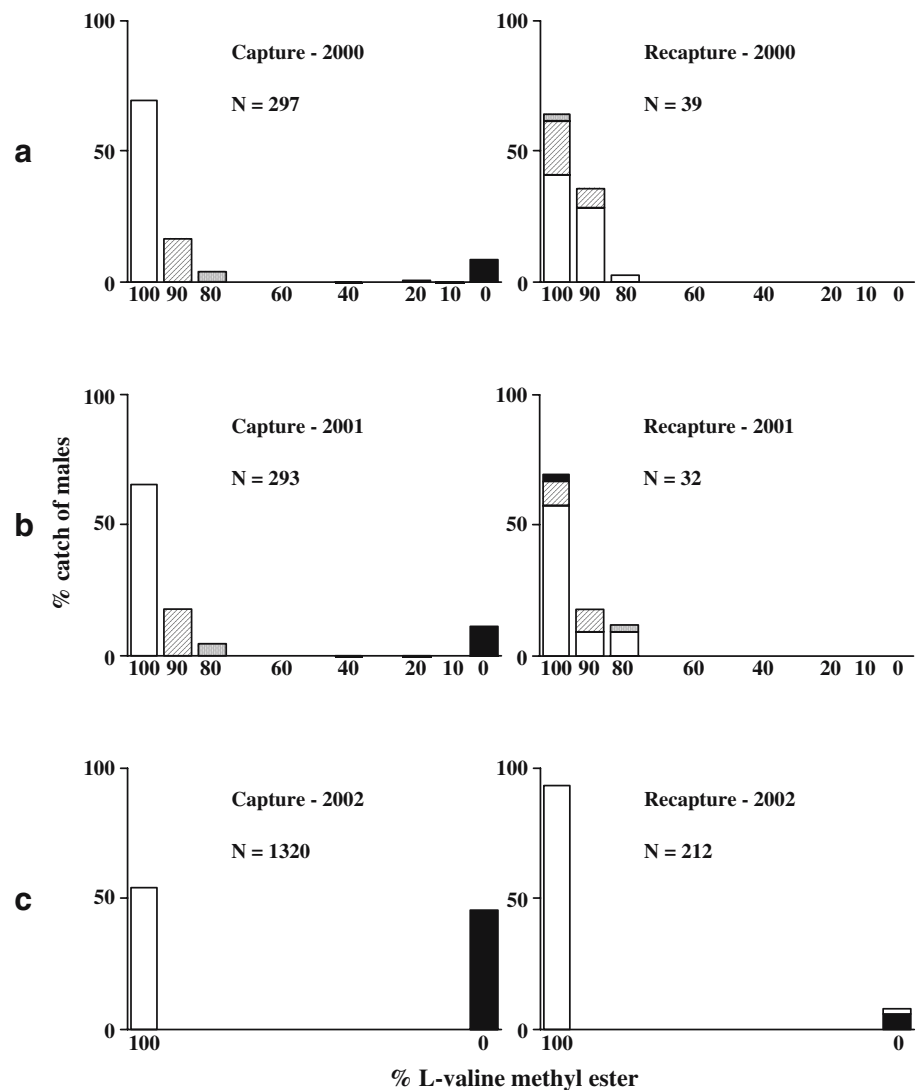 a
100
50
0
Capture - 2000
N = 297
100 90 80 60 40 20 10 0
100
50
0
Recapture - 2000
N = 39
100 90 80 60 40 20 10 0
% catch of males
b
100
50
0
Capture - 2001
N = 293
100 90 80 60 40 20 10 0
100
50
0
Recapture - 2001
N = 32
100 90 80 60 40 20 10 0
c
100
50
0
Capture - 2002
N = 1320
100 0
100
50
0
Recapture - 2002
N = 212
100 0
% L-valine methyl ester